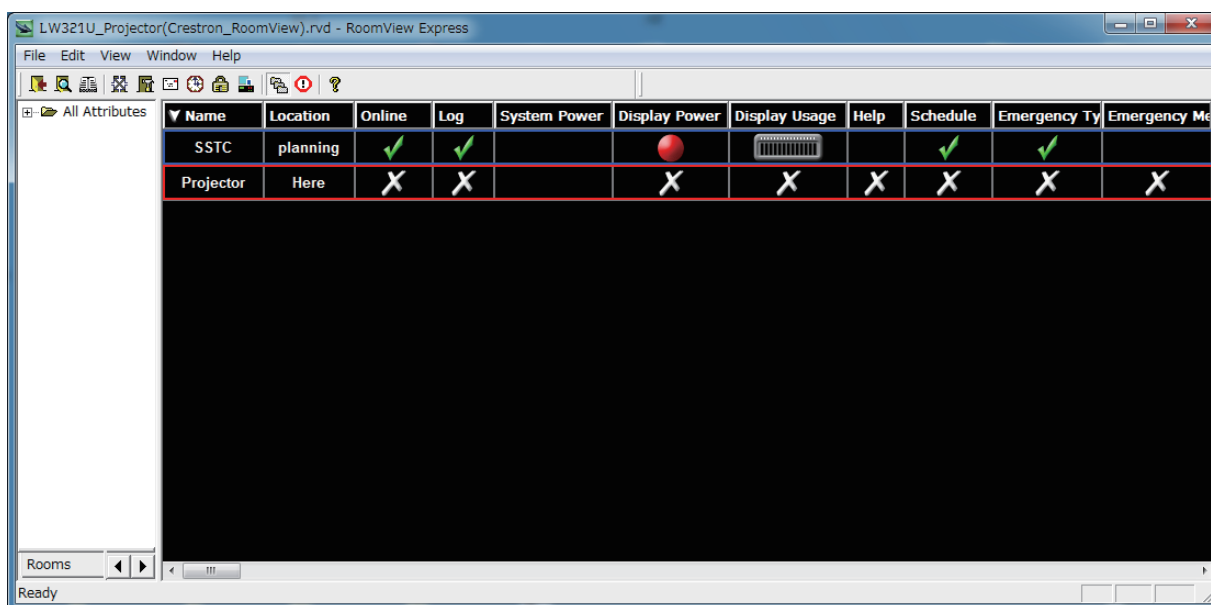 LW321U_Projector(Crestron_RoomView).rvd - RoomView Express
File Edit View Window Help
All Attributes
Name Location Online Log System Power Display Power Display Usage Help Schedule Emergency Ty Emergency Me
SSTC planning
Projector Here
Rooms
Ready